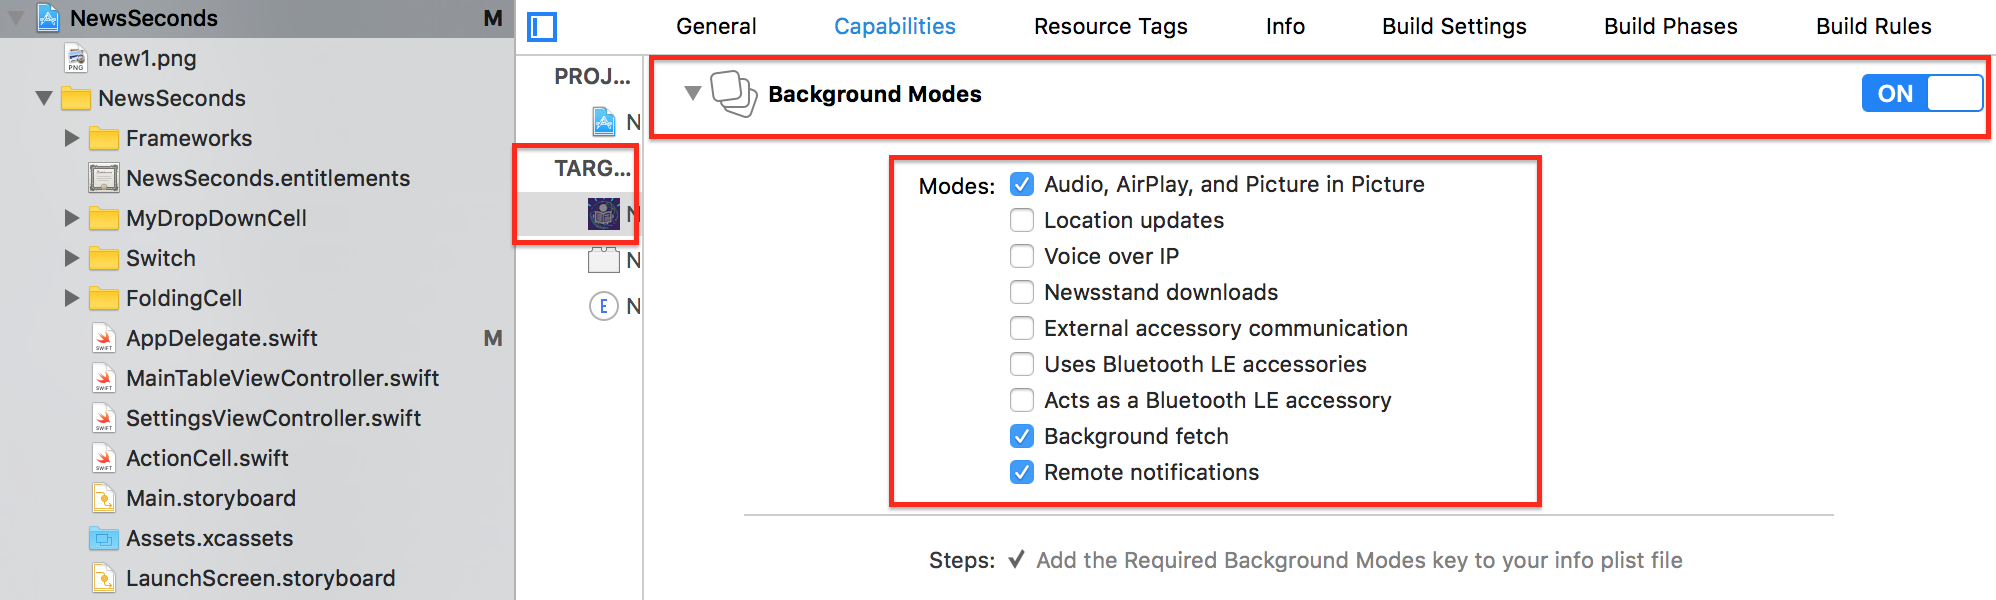 NewsSeconds M
new1.png
NewsSeconds
Frameworks
NewsSeconds.entitlements
MyDropDownCell
Switch
FoldingCell
AppDelegate.swift M
MainTableViewController.swift
SettingsViewController.swift
ActionCell.swift
Main.storyboard
Assets.xcassets
LaunchScreen.storyboard
General Capabilities Resource Tags Info Build Settings Build Phases Build Rules
PROJ...
N
TARG...
N
N
E N
Background Modes ON
Modes: Audio, AirPlay, and Picture in Picture
Location updates
Voice over IP
Newsstand downloads
External accessory communication
Uses Bluetooth LE accessories
Acts as a Bluetooth LE accessory
Background fetch
Remote notifications
Steps: ✓ Add the Required Background Modes key to your info plist file